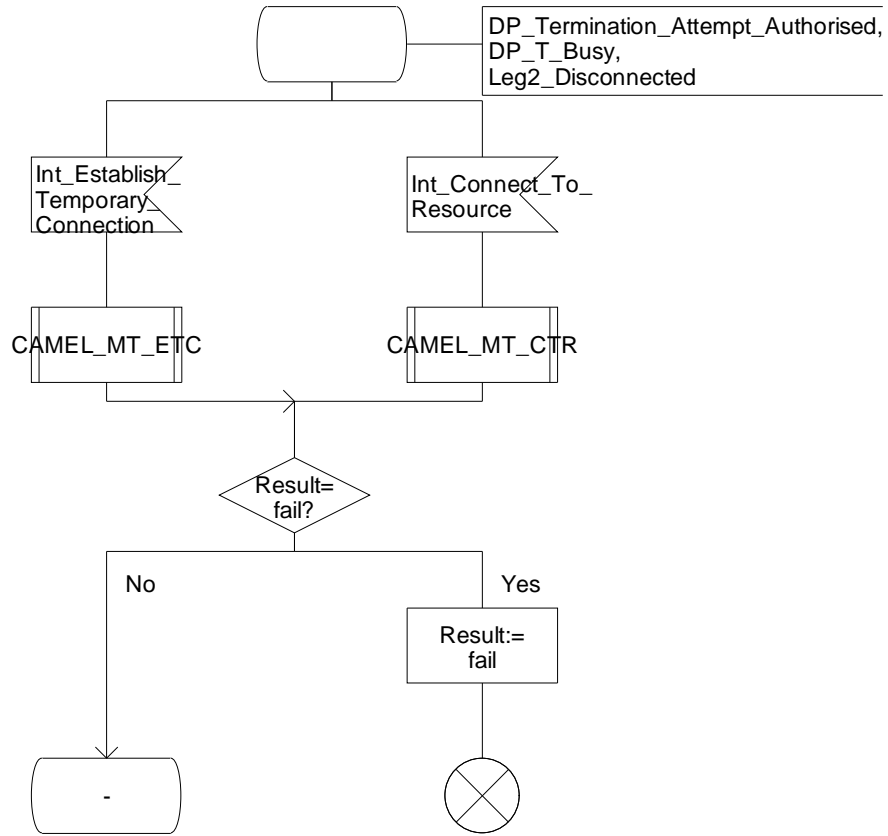 DP_Termination_Attempt_Authorised,
DP_T_Busy,
Leg2_Disconnected
Int_Establish_
Temporary_
Connection
Int_Connect_To_
Resource
CAMEL_MT_ETC
CAMEL_MT_CTR
Result=
fail?
No
Yes
Result:=
fail
-